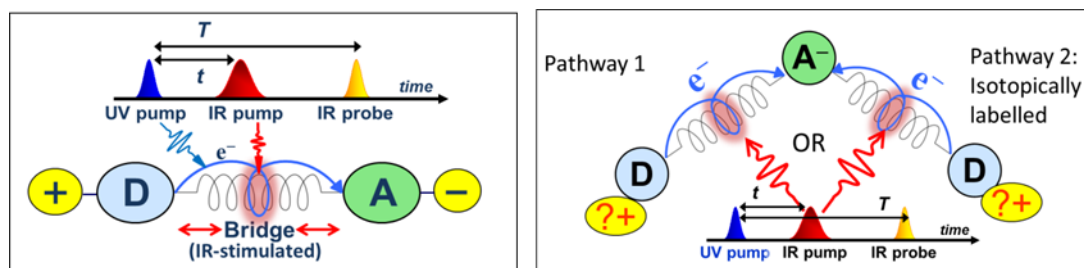 T
t
time
UV pump
IR pump
IR probe
e⁻
+
D
A
−
Bridge
(IR-stimulated)
A⁻
Pathway 1
Pathway 2:
Isotopically
labelled
e⁻
e⁻
OR
D
D
?+
?+
t
T
time
UV pump
IR pump
IR probe